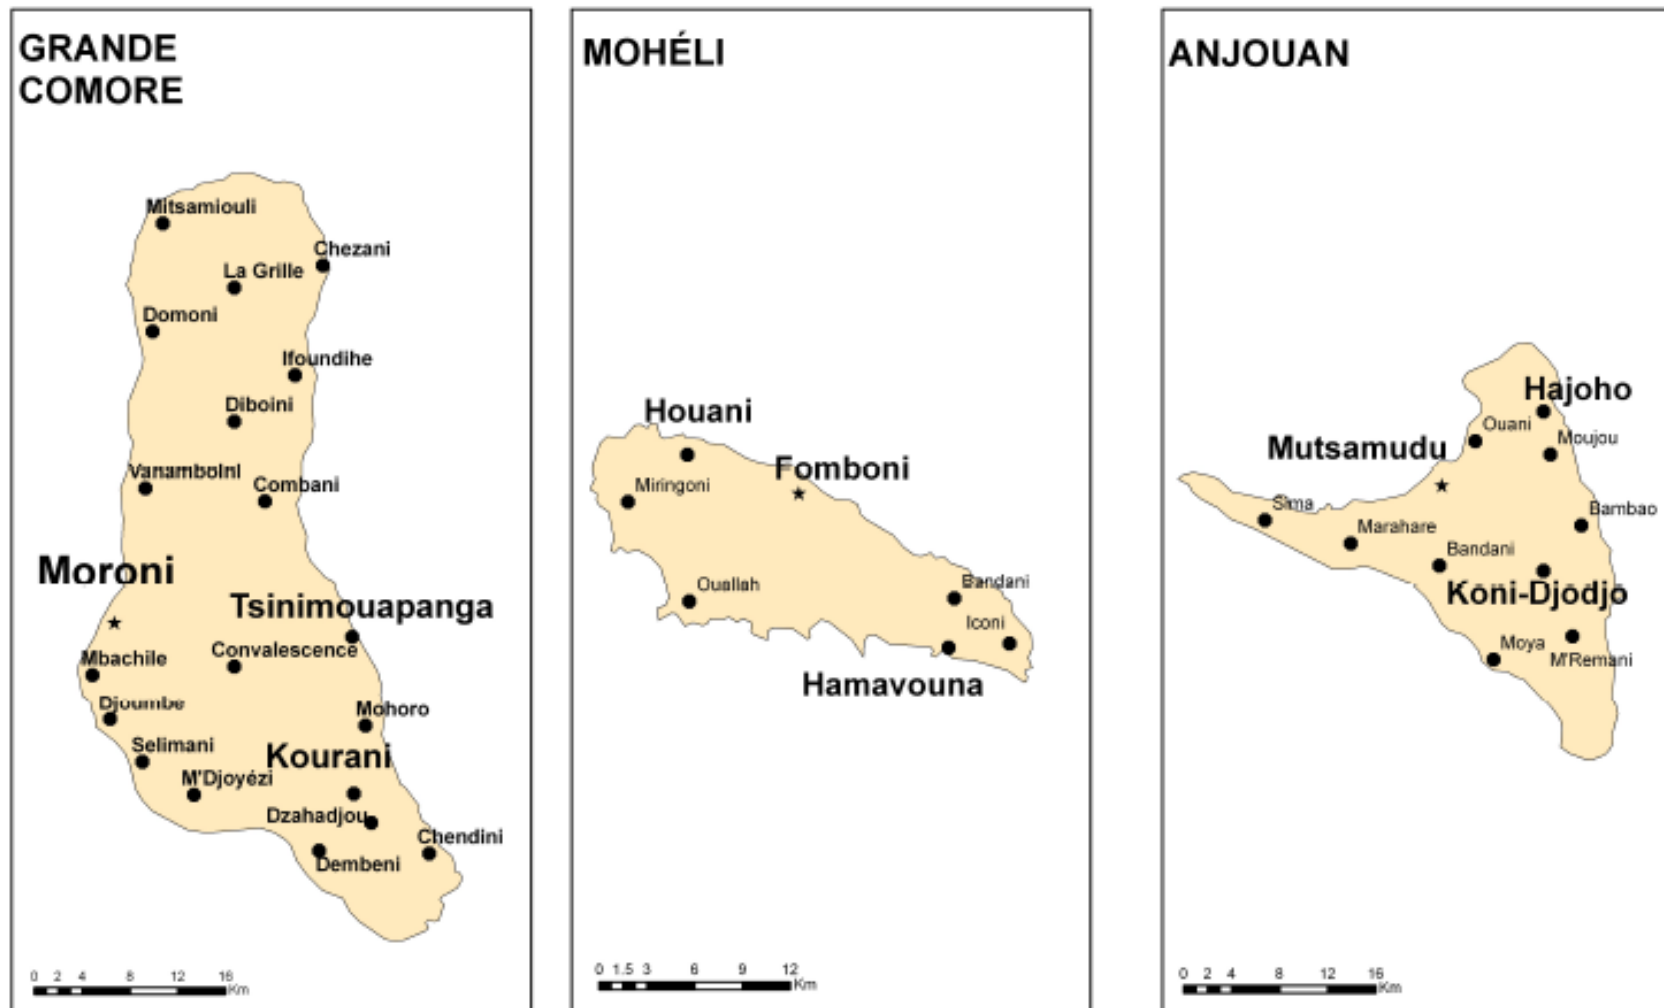 GRANDE
COMORE
Mitsamiouli
Chezani
La Grille
Domoni
Ifoundihe
Diboini
Vanamboini
Combani
Moroni
Tsinimouapanga
Convalescence
Mbachile
Djoumbe
Mohoro
Selimani
Kourani
M'Djoyézi
Dzahadjou
Chendini
Dembeni
0 2 4 8 12 16
Km
MOHÉLI
Houani
Fomboni
Miringoni
Ouallah
Bandani
Iconi
Hamavouna
0 1.5 3 6 9 12
Km
ANJOUAN
Hajoho
Ouani
Moujou
Mutsamudu
Sima
Bambao
Marahare
Bandani
Koni-Djodjo
Moya
M'Remani
0 2 4 8 12 16
Km